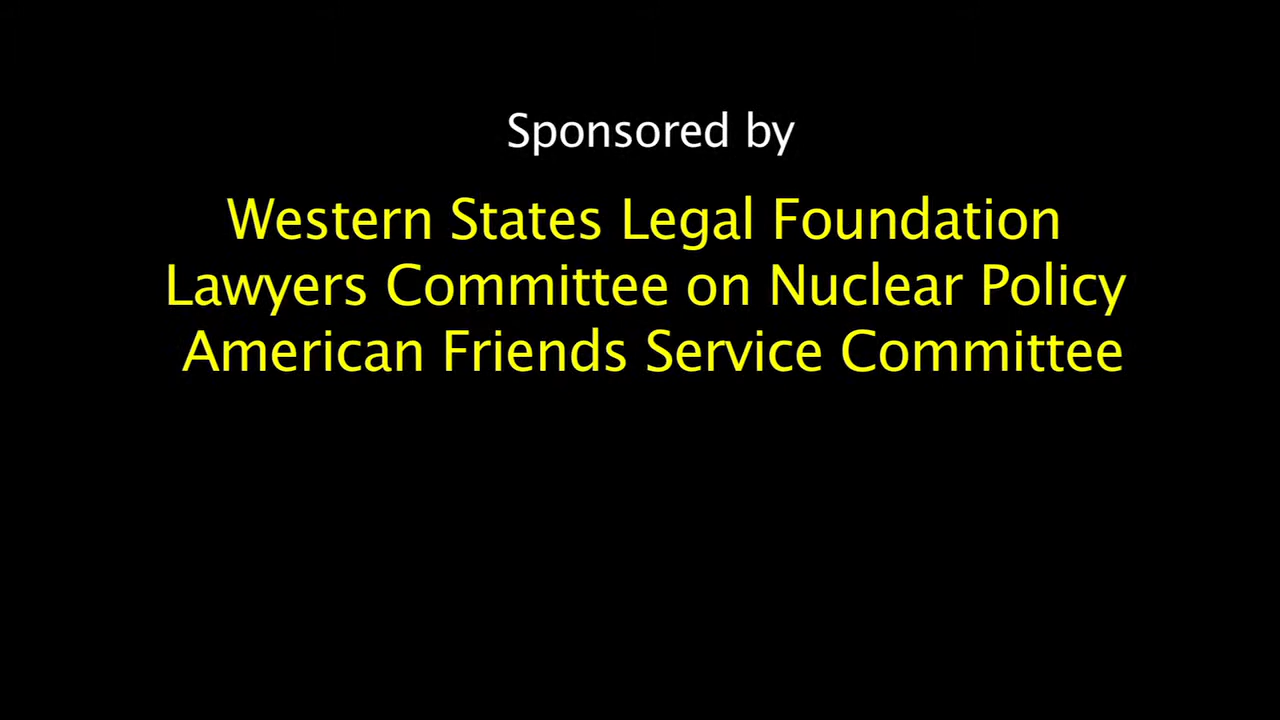 Sponsored by
Western States Legal Foundation
Lawyers Committee on Nuclear Policy
American Friends Service Committee